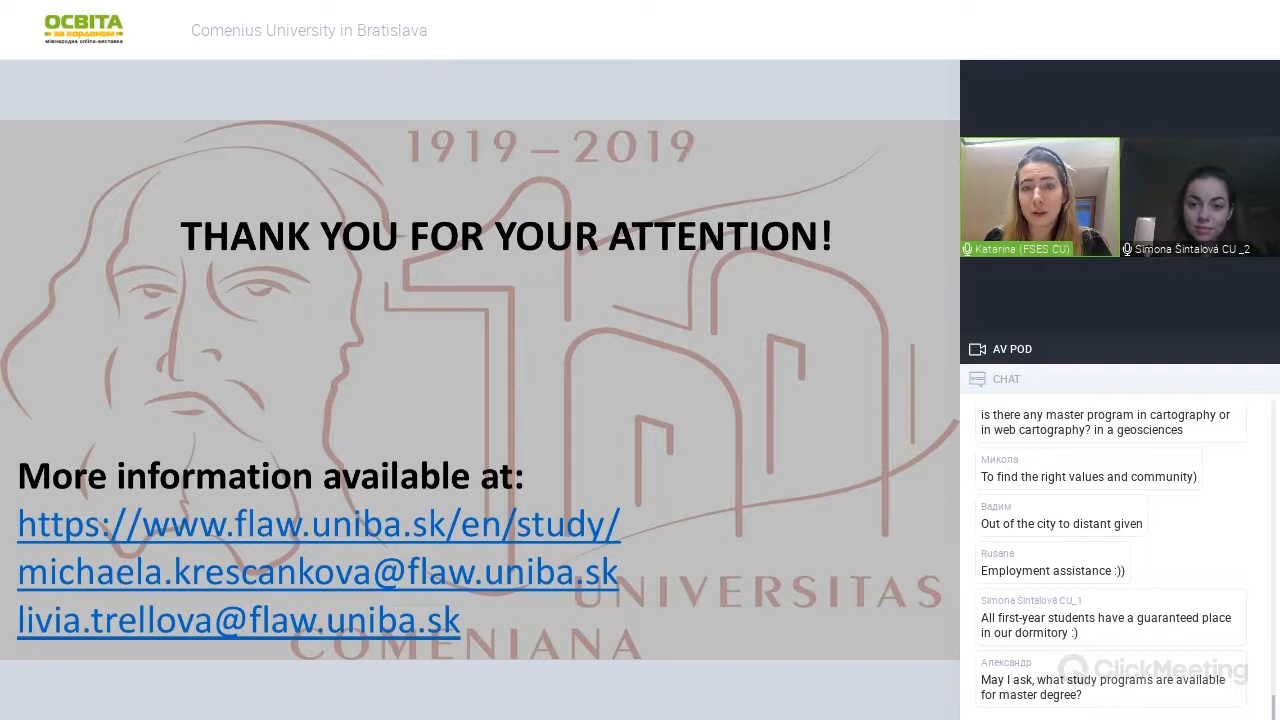 ОСВІТА
за кордоном
міжнародна online-виставка
Comenius University in Bratislava
1919 – 2019
THANK YOU FOR YOUR ATTENTION!
More information available at:
https://www.flaw.uniba.sk/en/study/
michaela.krescankova@flaw.uniba.sk
livia.trellova@flaw.uniba.sk
UNIVERSITAS
COMENIANA
Katarina (FSES CU)
Simona Šintalová CU _2
AV POD
CHAT
is there any master program in cartography or
in web cartography? in a geosciences
Микола
To find the right values and community)
Вадим
Out of the city to distant given
Rusana
Employment assistance :))
Simona Šintalová CU_1
All first-year students have a guaranteed place
in our dormitory :)
Александр
May I ask, what study programs are available
for master degree?
ClickMeeting